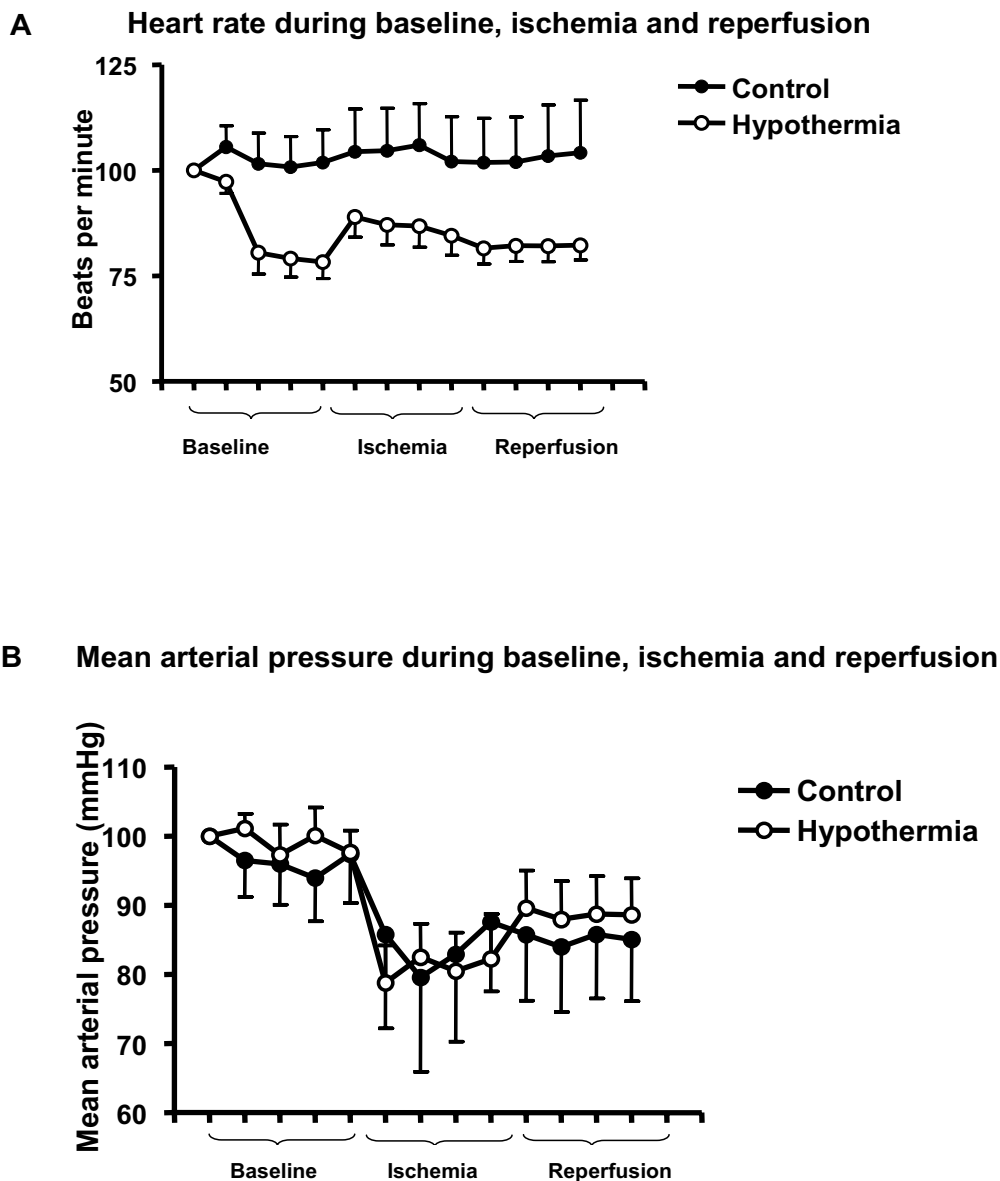 A
Heart rate during baseline, ischemia and reperfusion
Beats per minute
125
100
75
50
Control
Hypothermia
Baseline
Ischemia
Reperfusion
B
Mean arterial pressure during baseline, ischemia and reperfusion
Mean arterial pressure (mmHg)
110
100
90
80
70
60
Control
Hypothermia
Baseline
Ischemia
Reperfusion